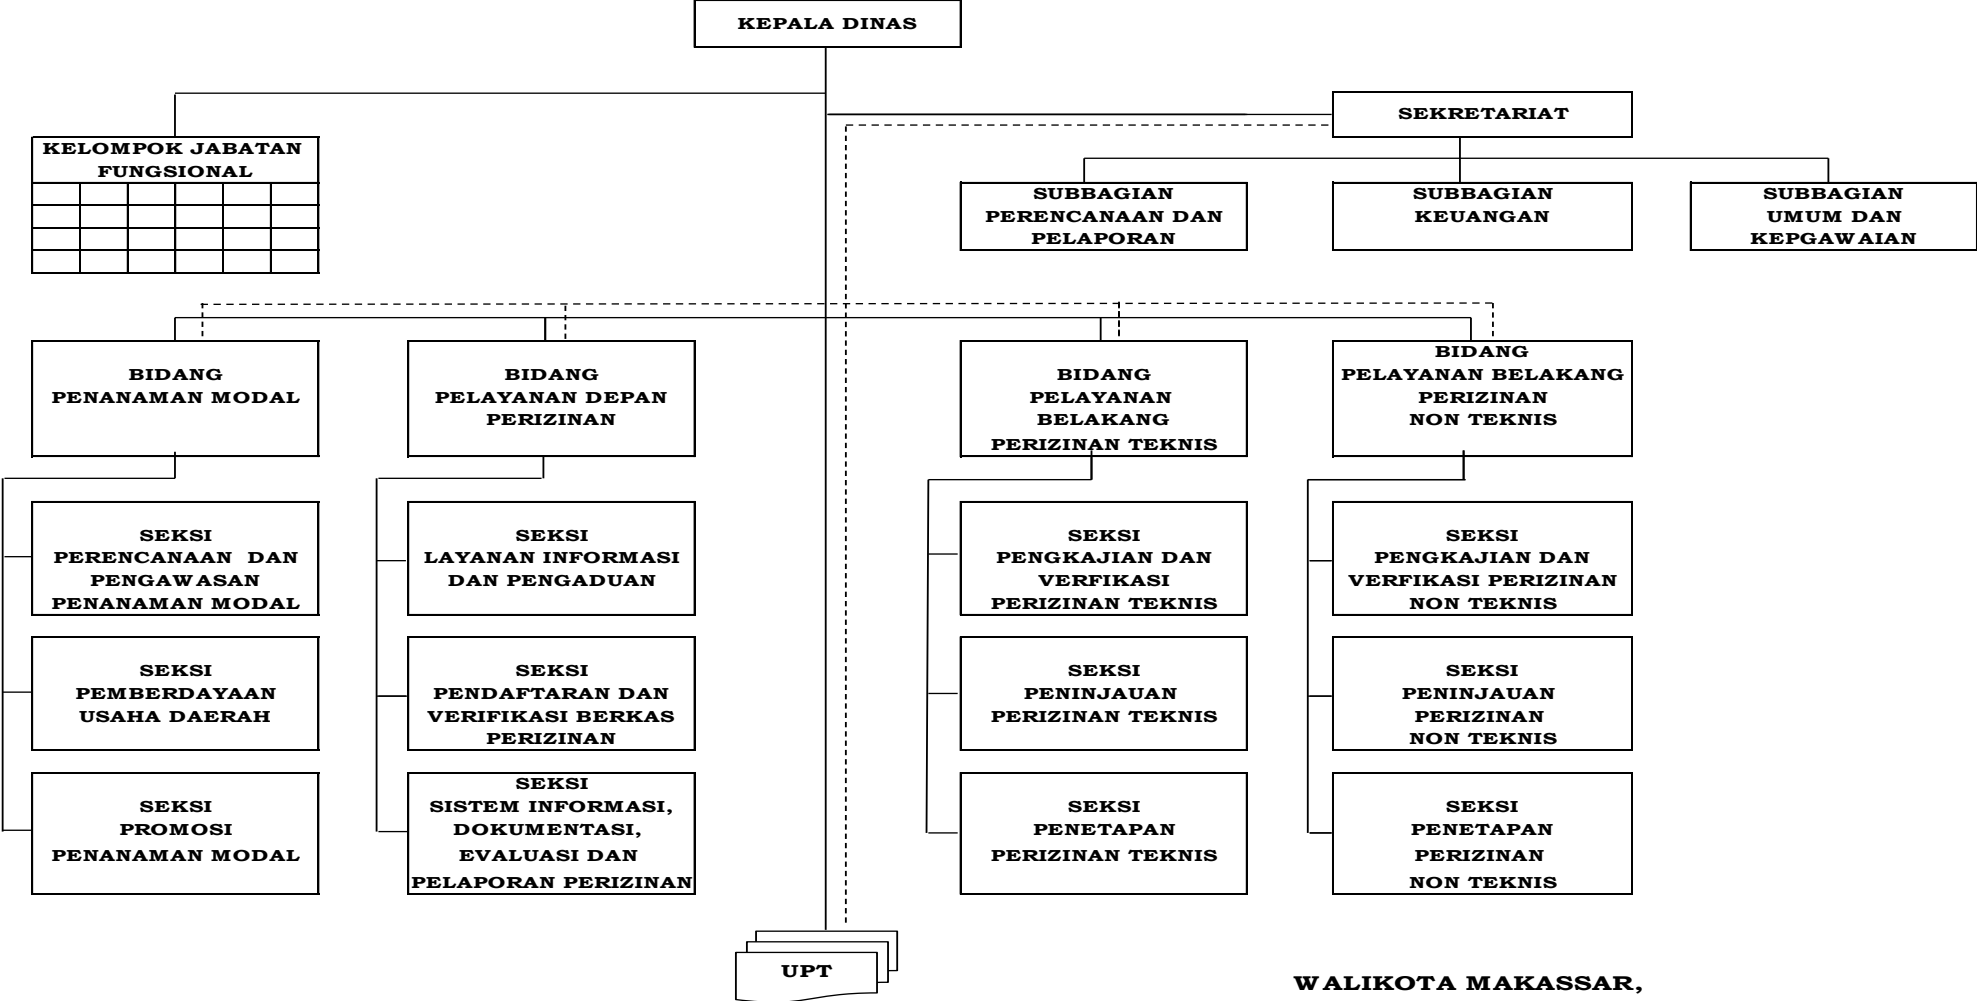 KEPALA DINAS
SEKRETARIAT
KELOMPOK JABATAN
FUNGSIONAL
SUBBAGIAN
PERENCANAAN DAN
PELAPORAN
SUBBAGIAN
KEUANGAN
SUBBAGIAN
UMUM DAN
KEPGAWAIAN
BIDANG
PENANAMAN MODAL
BIDANG
PELAYANAN DEPAN
PERIZINAN
BIDANG
PELAYANAN
BELAKANG
PERIZINAN TEKNIS
BIDANG
PELAYANAN BELAKANG
PERIZINAN
NON TEKNIS
SEKSI
PERENCANAAN DAN
PENGAWASAN
PENANAMAN MODAL
SEKSI
LAYANAN INFORMASI
DAN PENGADUAN
SEKSI
PENGKAJIAN DAN
VERFIKASI
PERIZINAN TEKNIS
SEKSI
PENGKAJIAN DAN
VERFIKASI PERIZINAN
NON TEKNIS
SEKSI
PEMBERDAYAAN
USAHA DAERAH
SEKSI
PENDAFTARAN DAN
VERIFIKASI BERKAS
PERIZINAN
SEKSI
PENINJAUAN
PERIZINAN TEKNIS
SEKSI
PENINJAUAN
PERIZINAN
NON TEKNIS
SEKSI
PROMOSI
PENANAMAN MODAL
SEKSI
SISTEM INFORMASI,
DOKUMENTASI,
EVALUASI DAN
PELAPORAN PERIZINAN
SEKSI
PENETAPAN
PERIZINAN TEKNIS
SEKSI
PENETAPAN
PERIZINAN
NON TEKNIS
UPT
WALIKOTA MAKASSAR,